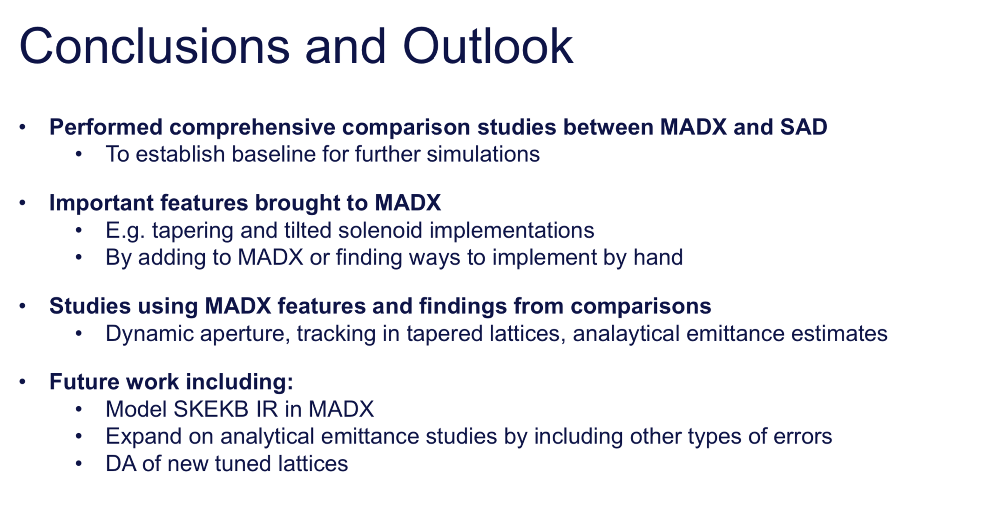 Conclusions and Outlook
• Performed comprehensive comparison studies between MADX and SAD
• To establish baseline for further simulations
• Important features brought to MADX
• E.g. tapering and tilted solenoid implementations
• By adding to MADX or finding ways to implement by hand
• Studies using MADX features and findings from comparisons
• Dynamic aperture, tracking in tapered lattices, analaytical emittance estimates
• Future work including:
• Model SKEKB IR in MADX
• Expand on analytical emittance studies by including other types of errors
• DA of new tuned lattices